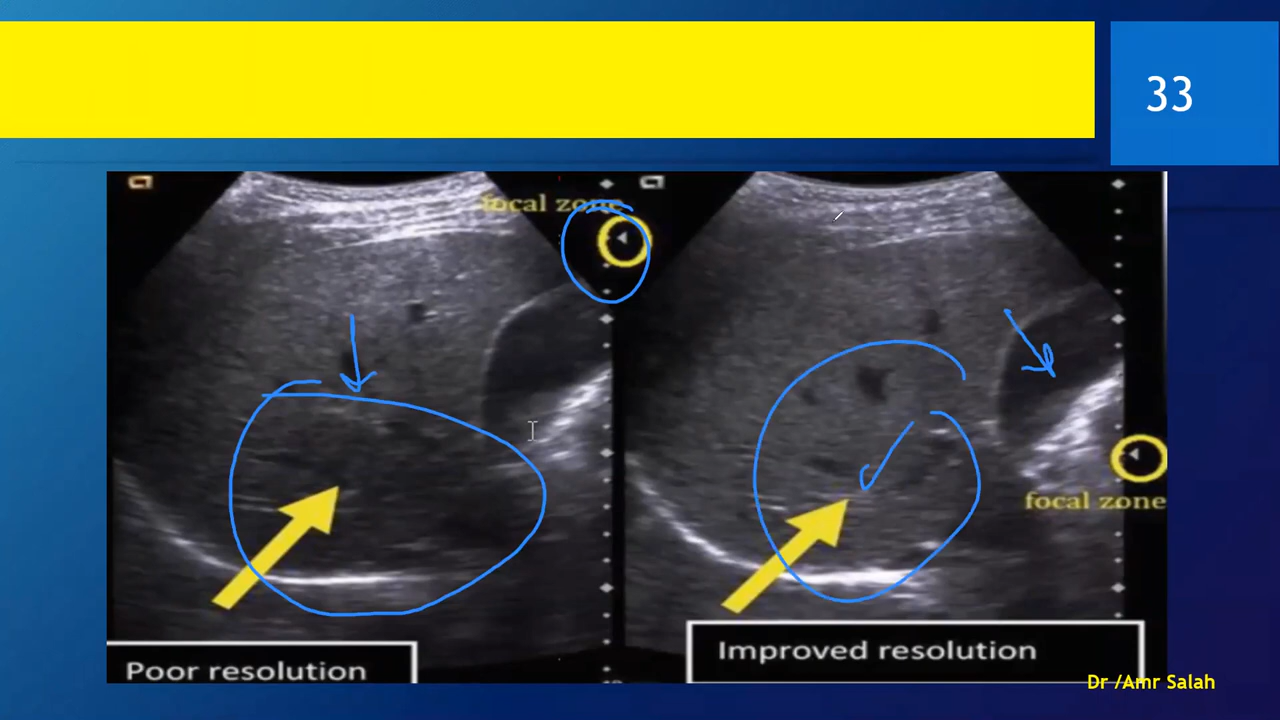 33
focal zone
focal zone
Poor resolution
Improved resolution
Dr /Amr Salah